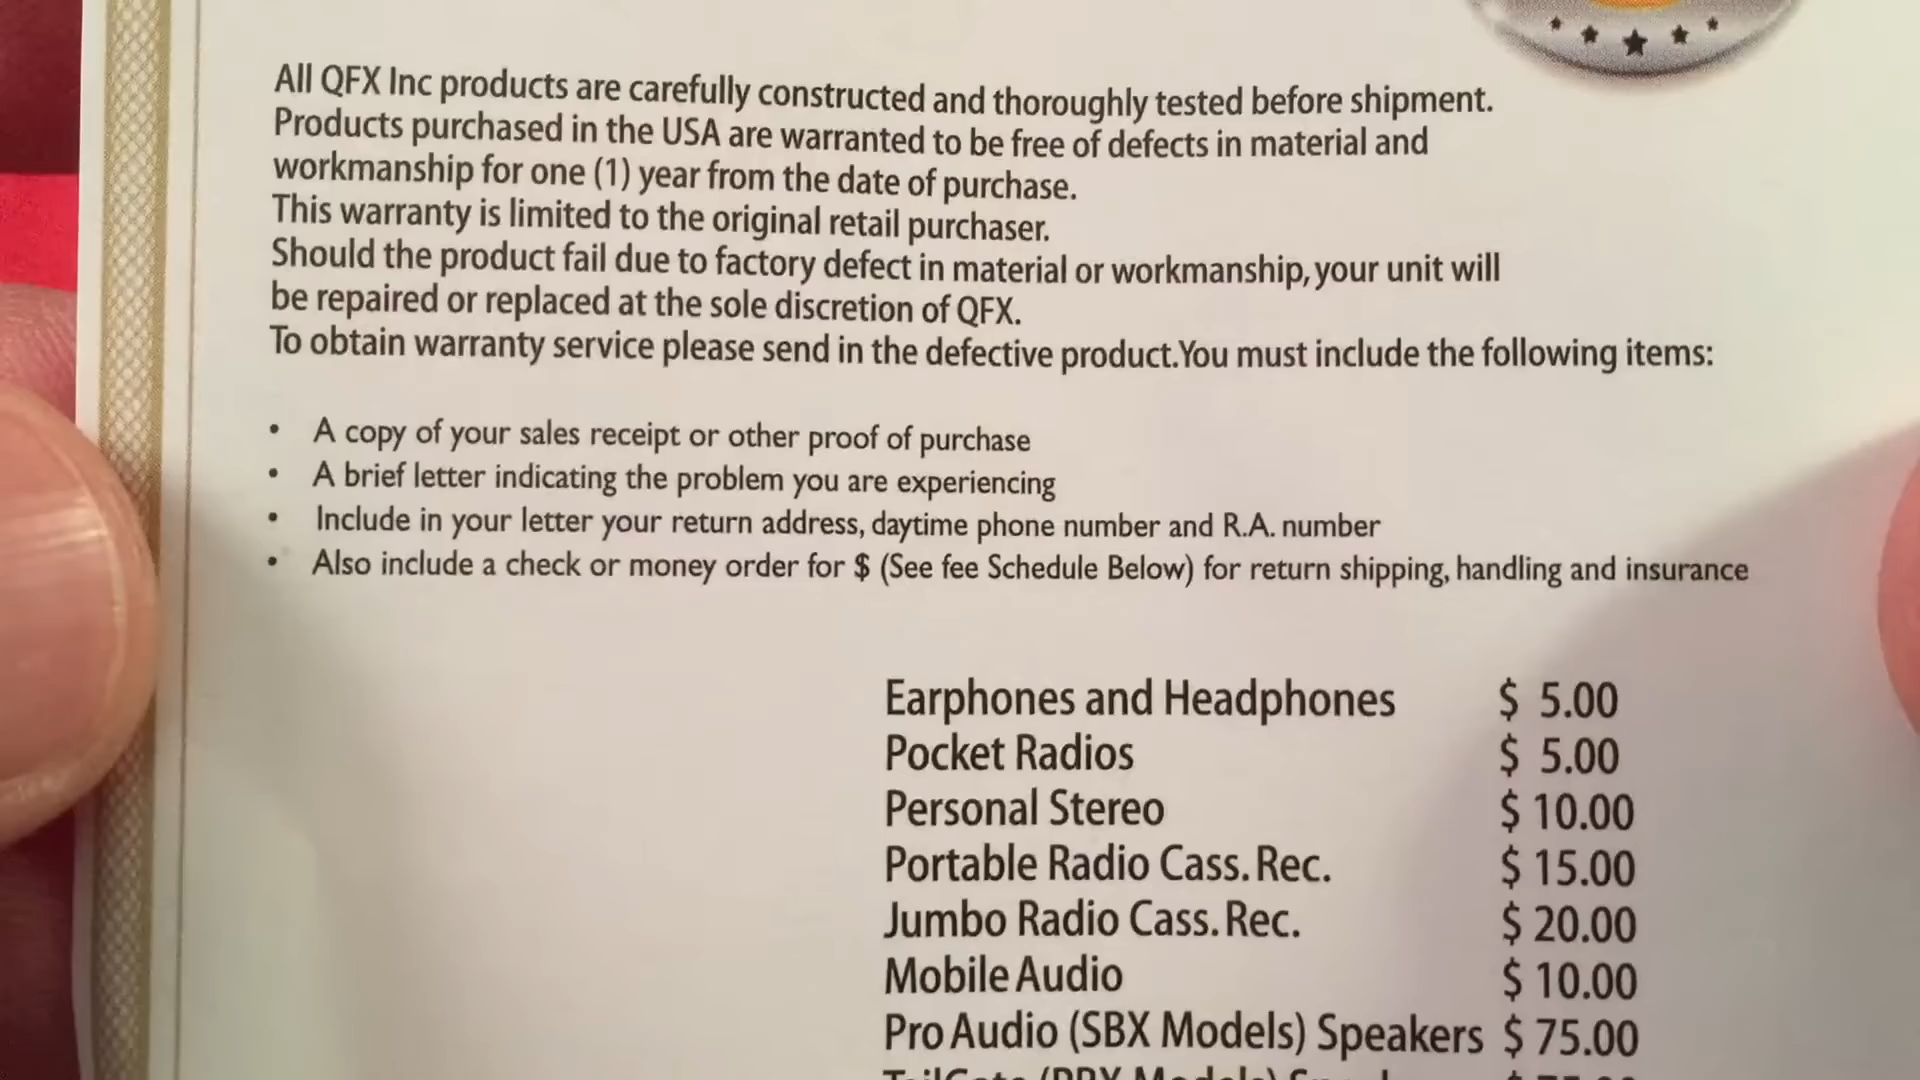 All QFX Inc products are carefully constructed and thoroughly tested before shipment.
Products purchased in the USA are warranted to be free of defects in material and
workmanship for one (1) year from the date of purchase.
This warranty is limited to the original retail purchaser.
Should the product fail due to factory defect in material or workmanship, your unit will
be repaired or replaced at the sole discretion of QFX.
To obtain warranty service please send in the defective product. You must include the following items:
• A copy of your sales receipt or other proof of purchase
• A brief letter indicating the problem you are experiencing
• Include in your letter your return address, daytime phone number and R.A. number
• Also include a check or money order for $ (See fee Schedule Below) for return shipping, handling and insurance
Earphones and Headphones $ 5.00
Pocket Radios $ 5.00
Personal Stereo $ 10.00
Portable Radio Cass. Rec. $ 15.00
Jumbo Radio Cass. Rec. $ 20.00
Mobile Audio $ 10.00
Pro Audio (SBX Models) Speakers $ 75.00